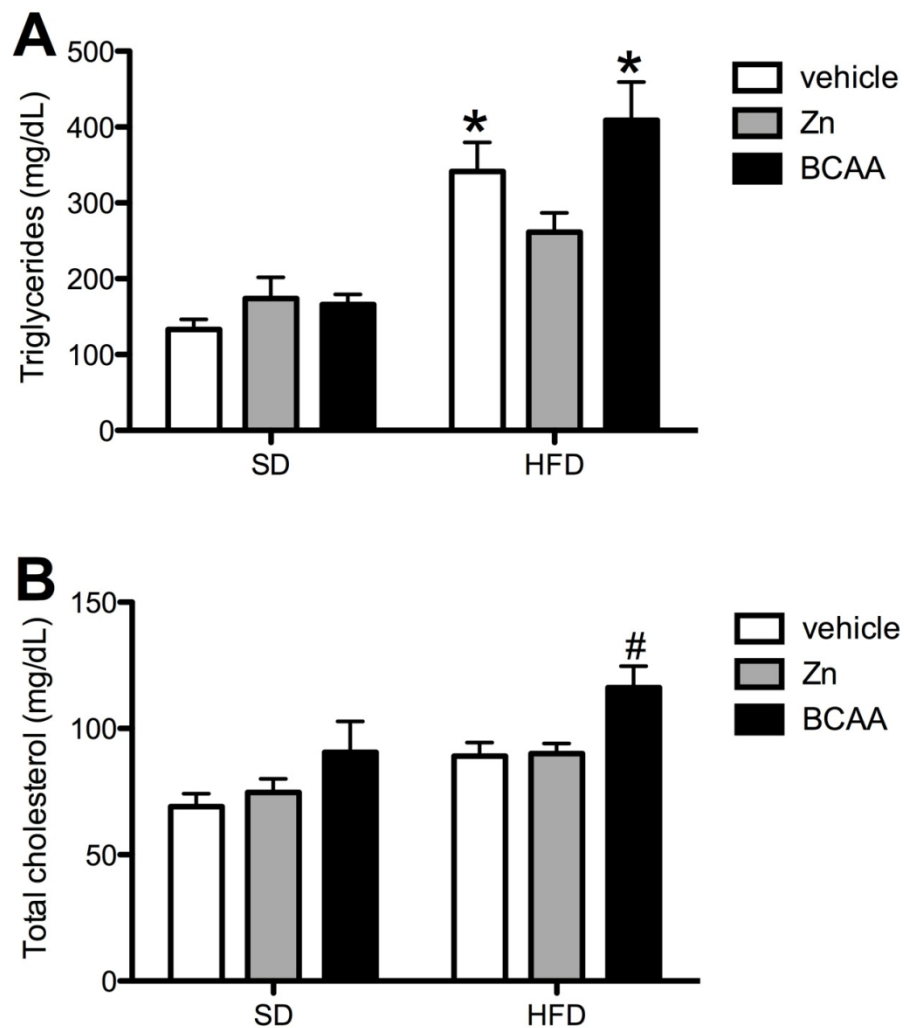 A
Triglycerides (mg/dL)
500
400
300
200
100
0
*
*
SD
HFD
vehicle
Zn
BCAA
B
Total cholesterol (mg/dL)
150
100
50
0
#
SD
HFD
vehicle
Zn
BCAA